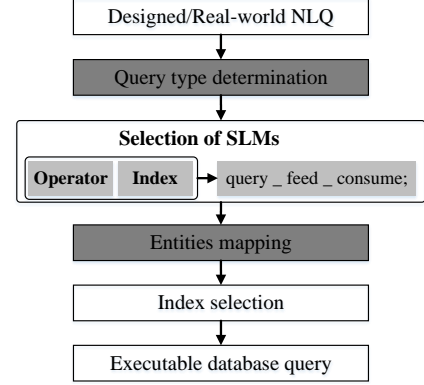 Designed/Real-world NLQ
Query type determination
Selection of SLMs
Operator Index query _ feed _ consume;
Entities mapping
Index selection
Executable database query